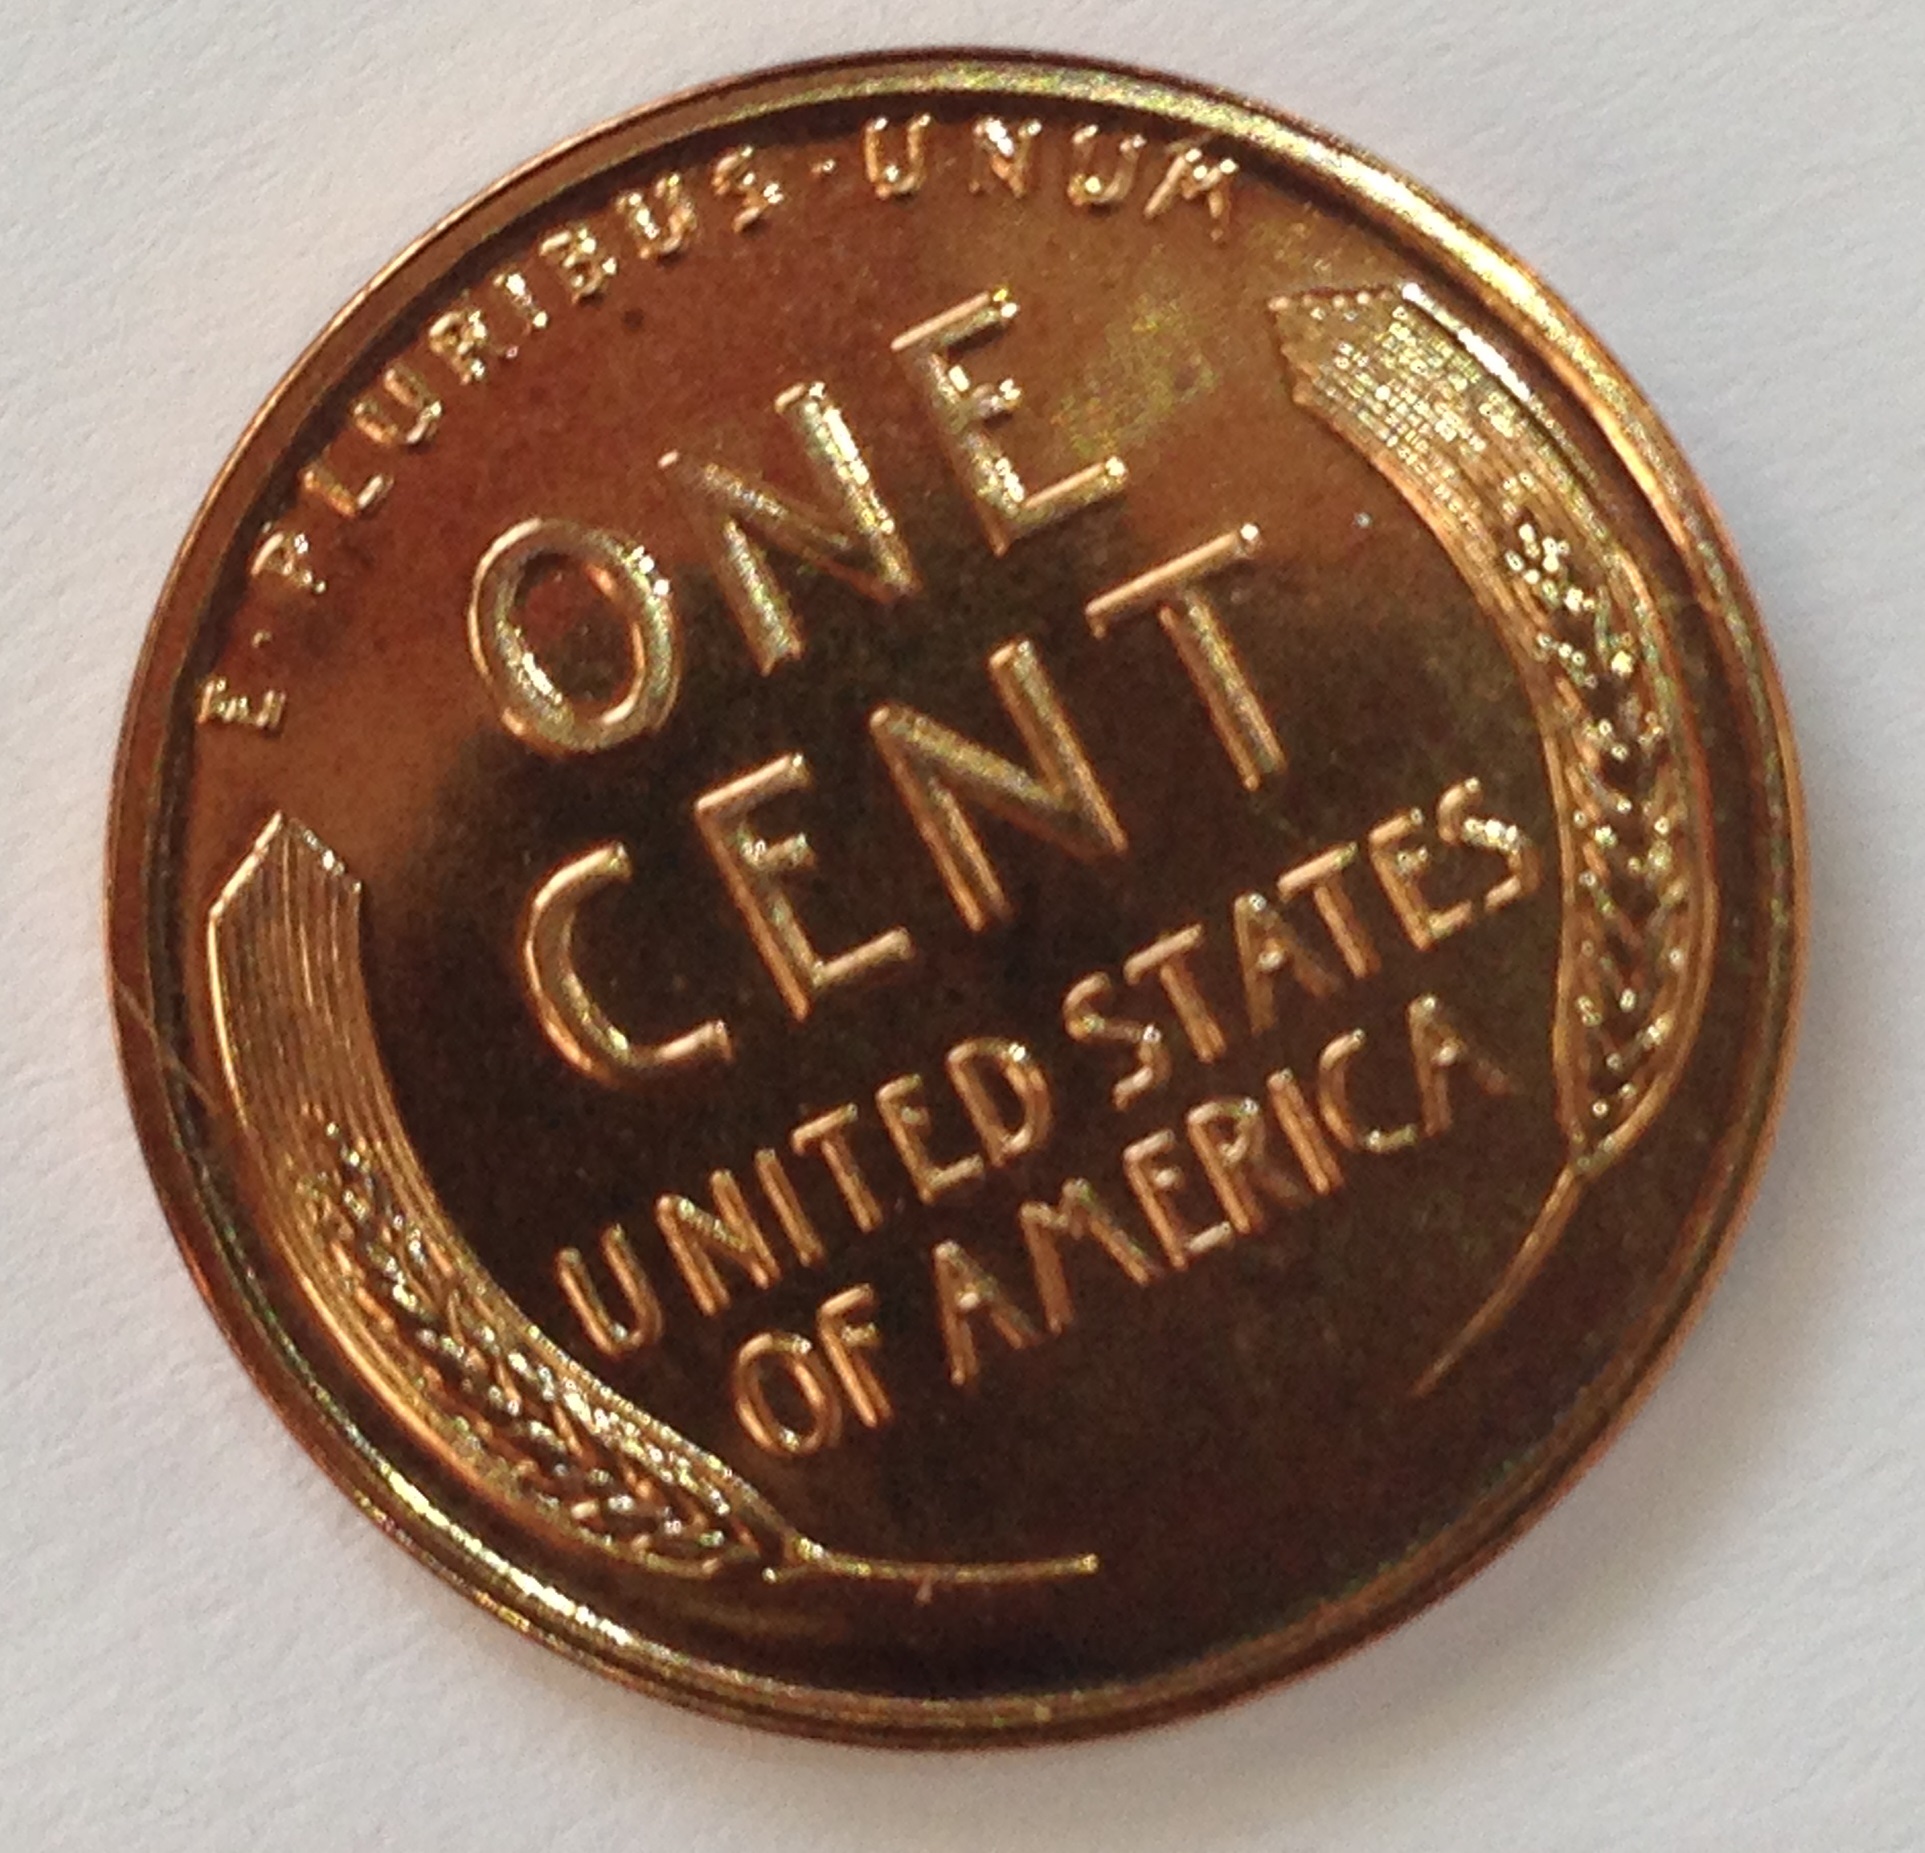 E·PLURIBUS·UNUM
ONE
CENT
UNITED STATES
OF AMERICA